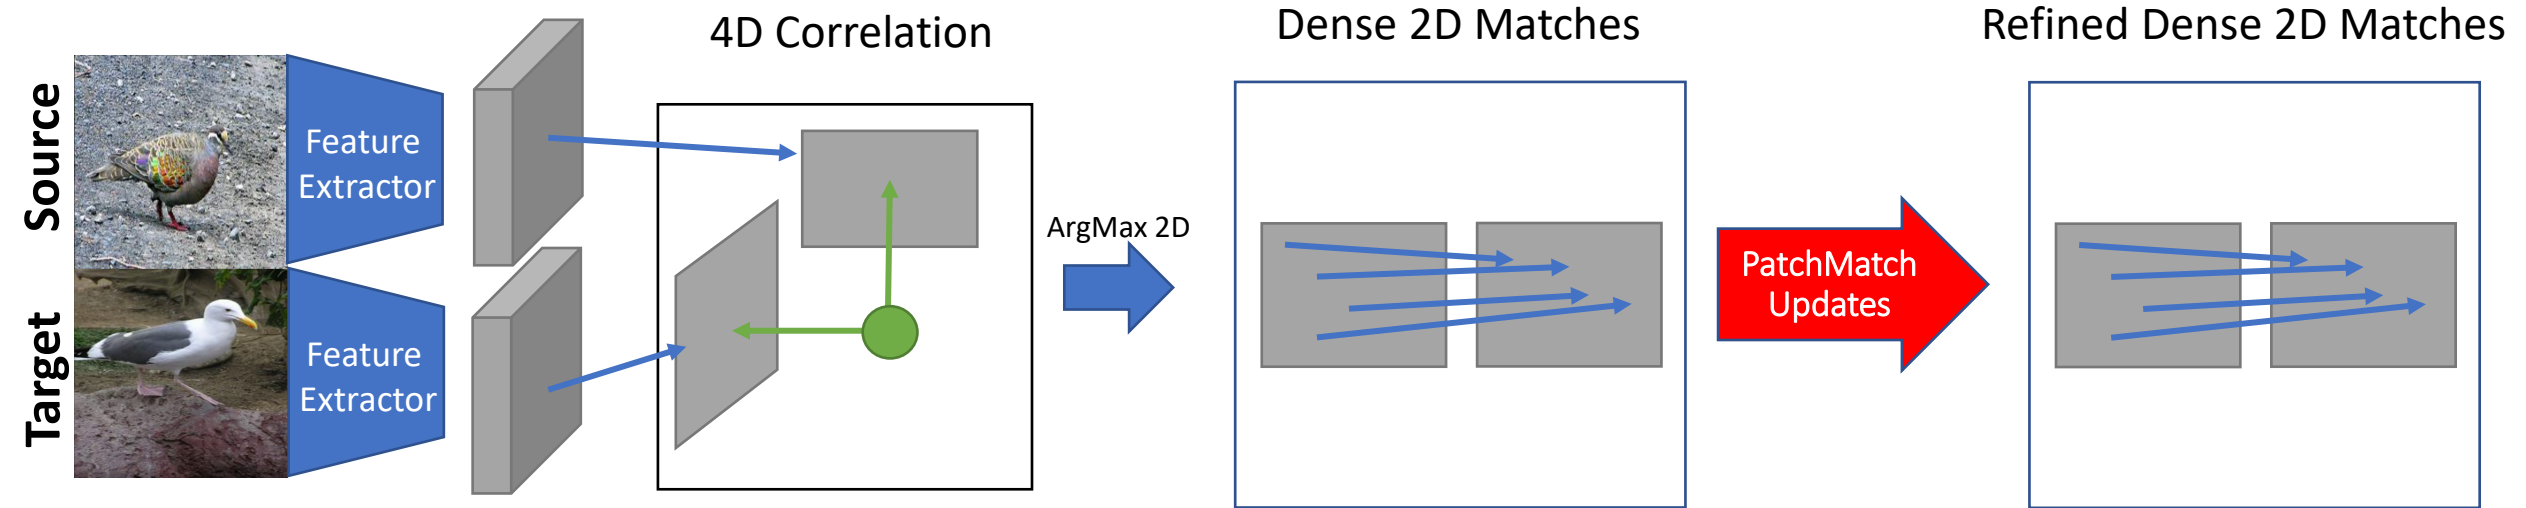 Source
Target
Feature
Extractor
Feature
Extractor
4D Correlation
ArgMax 2D
Dense 2D Matches
PatchMatch
Updates
Refined Dense 2D Matches